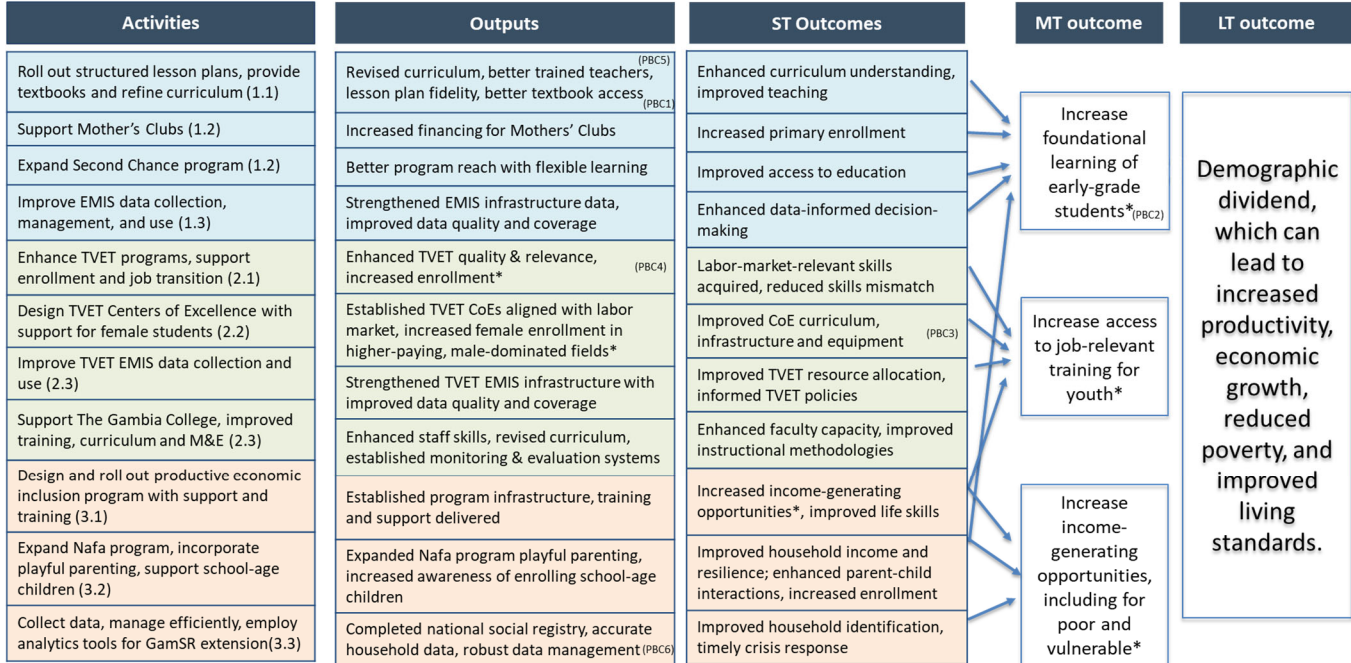 Activities
Roll out structured lesson plans, provide
textbooks and refine curriculum (1.1)
Support Mother's Clubs (1.2)
Expand Second Chance program (1.2)
Improve EMIS data collection,
management, and use (1.3)
Enhance TVET programs, support
enrollment and job transition (2.1)
Design TVET Centers of Excellence with
support for female students (2.2)
Improve TVET EMIS data collection and
use (2.3)
Support The Gambia College, improved
training, curriculum and M&E (2.3)
Design and roll out productive economic
inclusion program with support and
training (3.1)
Expand Nafa program, incorporate
playful parenting, support school-age
children (3.2)
Collect data, manage efficiently, employ
analytics tools for GamSR extension(3.3)
Outputs
(PBC5)
Revised curriculum, better trained teachers,
lesson plan fidelity, better textbook access
(PBC1)
Increased financing for Mothers' Clubs
Better program reach with flexible learning
Strengthened EMIS infrastructure data,
improved data quality and coverage
Enhanced TVET quality & relevance,
increased enrollment*
(PBC4)
Established TVET CoEs aligned with labor
market, increased female enrollment in
higher-paying, male-dominated fields*
Strengthened TVET EMIS infrastructure with
improved data quality and coverage
Enhanced staff skills, revised curriculum,
established monitoring & evaluation systems
Established program infrastructure, training
and support delivered
Expanded Nafa program playful parenting,
increased awareness of enrolling school-age
children
Completed national social registry, accurate
household data, robust data management (PBC6)
ST Outcomes
Enhanced curriculum understanding,
improved teaching
Increased primary enrollment
Improved access to education
Enhanced data-informed decision-
making
Labor-market-relevant skills
acquired, reduced skills mismatch
Improved CoE curriculum,
infrastructure and equipment (PBC3)
Improved TVET resource allocation,
informed TVET policies
Enhanced faculty capacity, improved
instructional methodologies
Increased income-generating
opportunities*, improved life skills
Improved household income and
resilience; enhanced parent-child
interactions, increased enrollment
Improved household identification,
timely crisis response
MT outcome
Increase
foundational
learning of
early-grade
students* (PBC2)
Increase access
to job-relevant
training for
youth*
Increase
income-
generating
opportunities,
including for
poor and
vulnerable*
LT outcome
Demographic
dividend,
which can
lead to
increased
productivity,
economic
growth,
reduced
poverty, and
improved
living
standards.